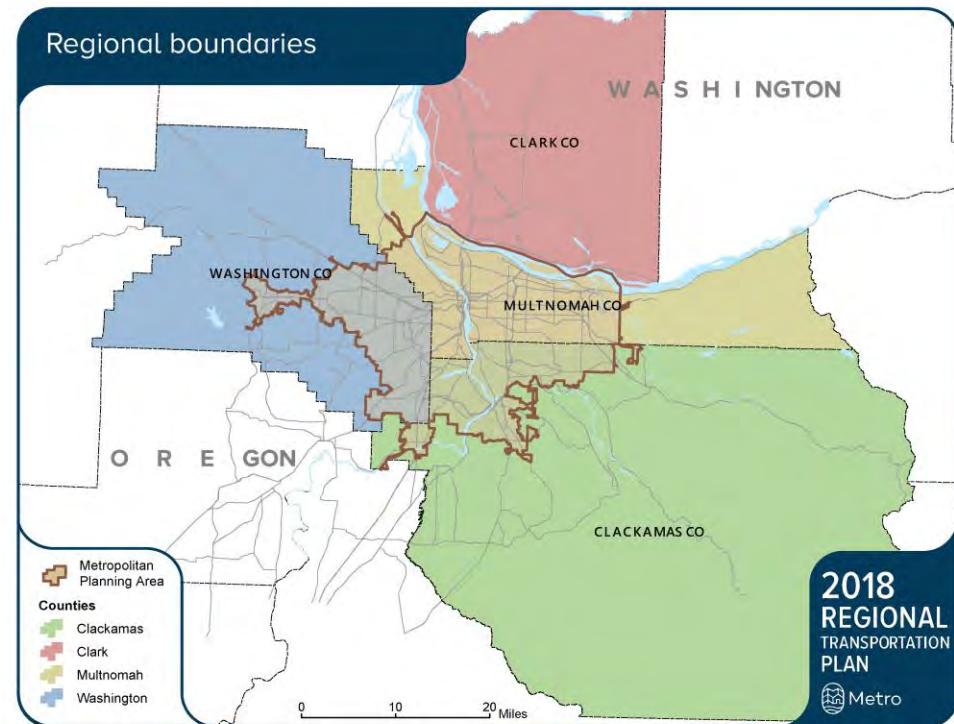 Regional boundaries
WASHINGTON
CLARK CO
WASHINGTON CO
MULTNOMAH CO
OREGON
CLACKAMAS CO
Metropolitan
Planning Area
Counties
Clackamas
Clark
Multnomah
Washington
0 10 20
Miles
2018
REGIONAL
TRANSPORTATION
PLAN
Metro